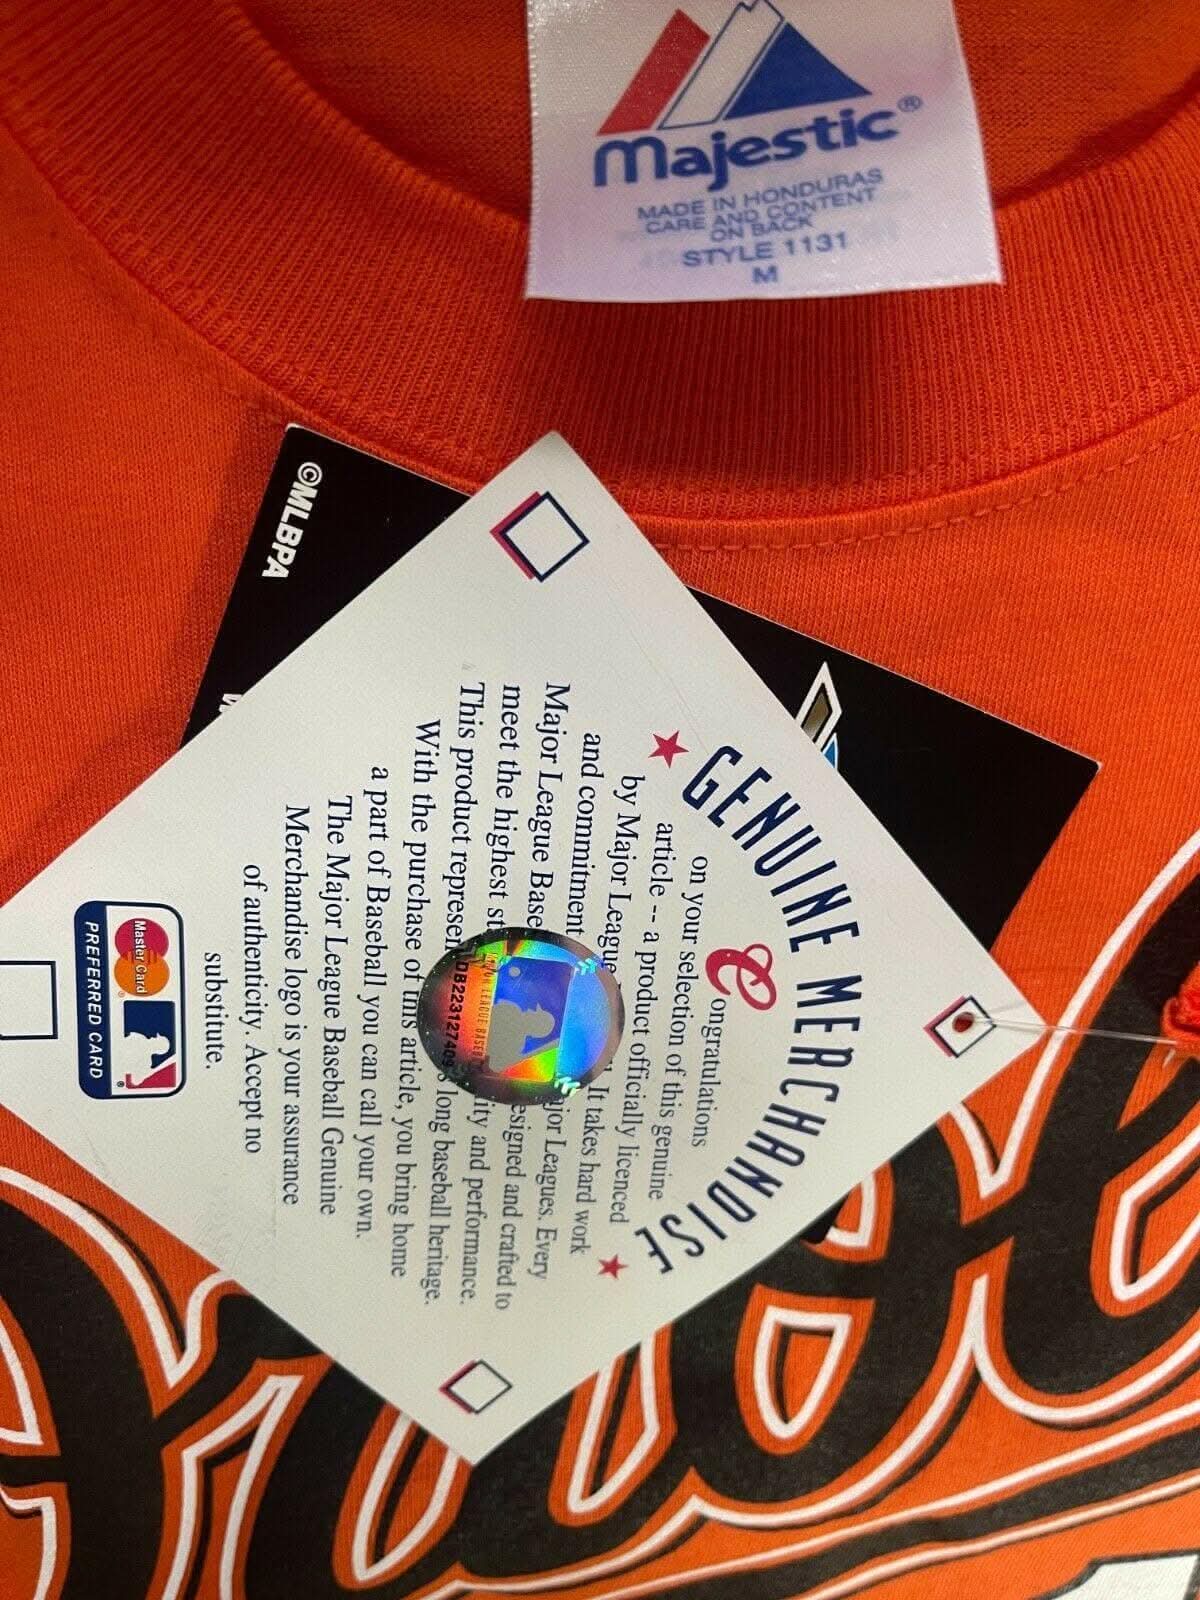 Majestic®
MADE IN HONDURAS
CARE AND CONTENT
ON BACK
STYLE 1131
M
©MLBPA
GENUINE MERCHANDISE
Congratulations
on your selection of this genuine
article -- a product officially licenced
by Major League It takes hard work
and commitment jor Leagues. Every
Major League Base esigned and crafted to
meet the highest st ity and performance.
This product represen s long baseball heritage.
With the purchase of this article, you bring home
a part of Baseball you can call your own.
The Major League Baseball Genuine
Merchandise logo is your assurance
of authenticity. Accept no
substitute.
MasterCard
PREFERRED CARD